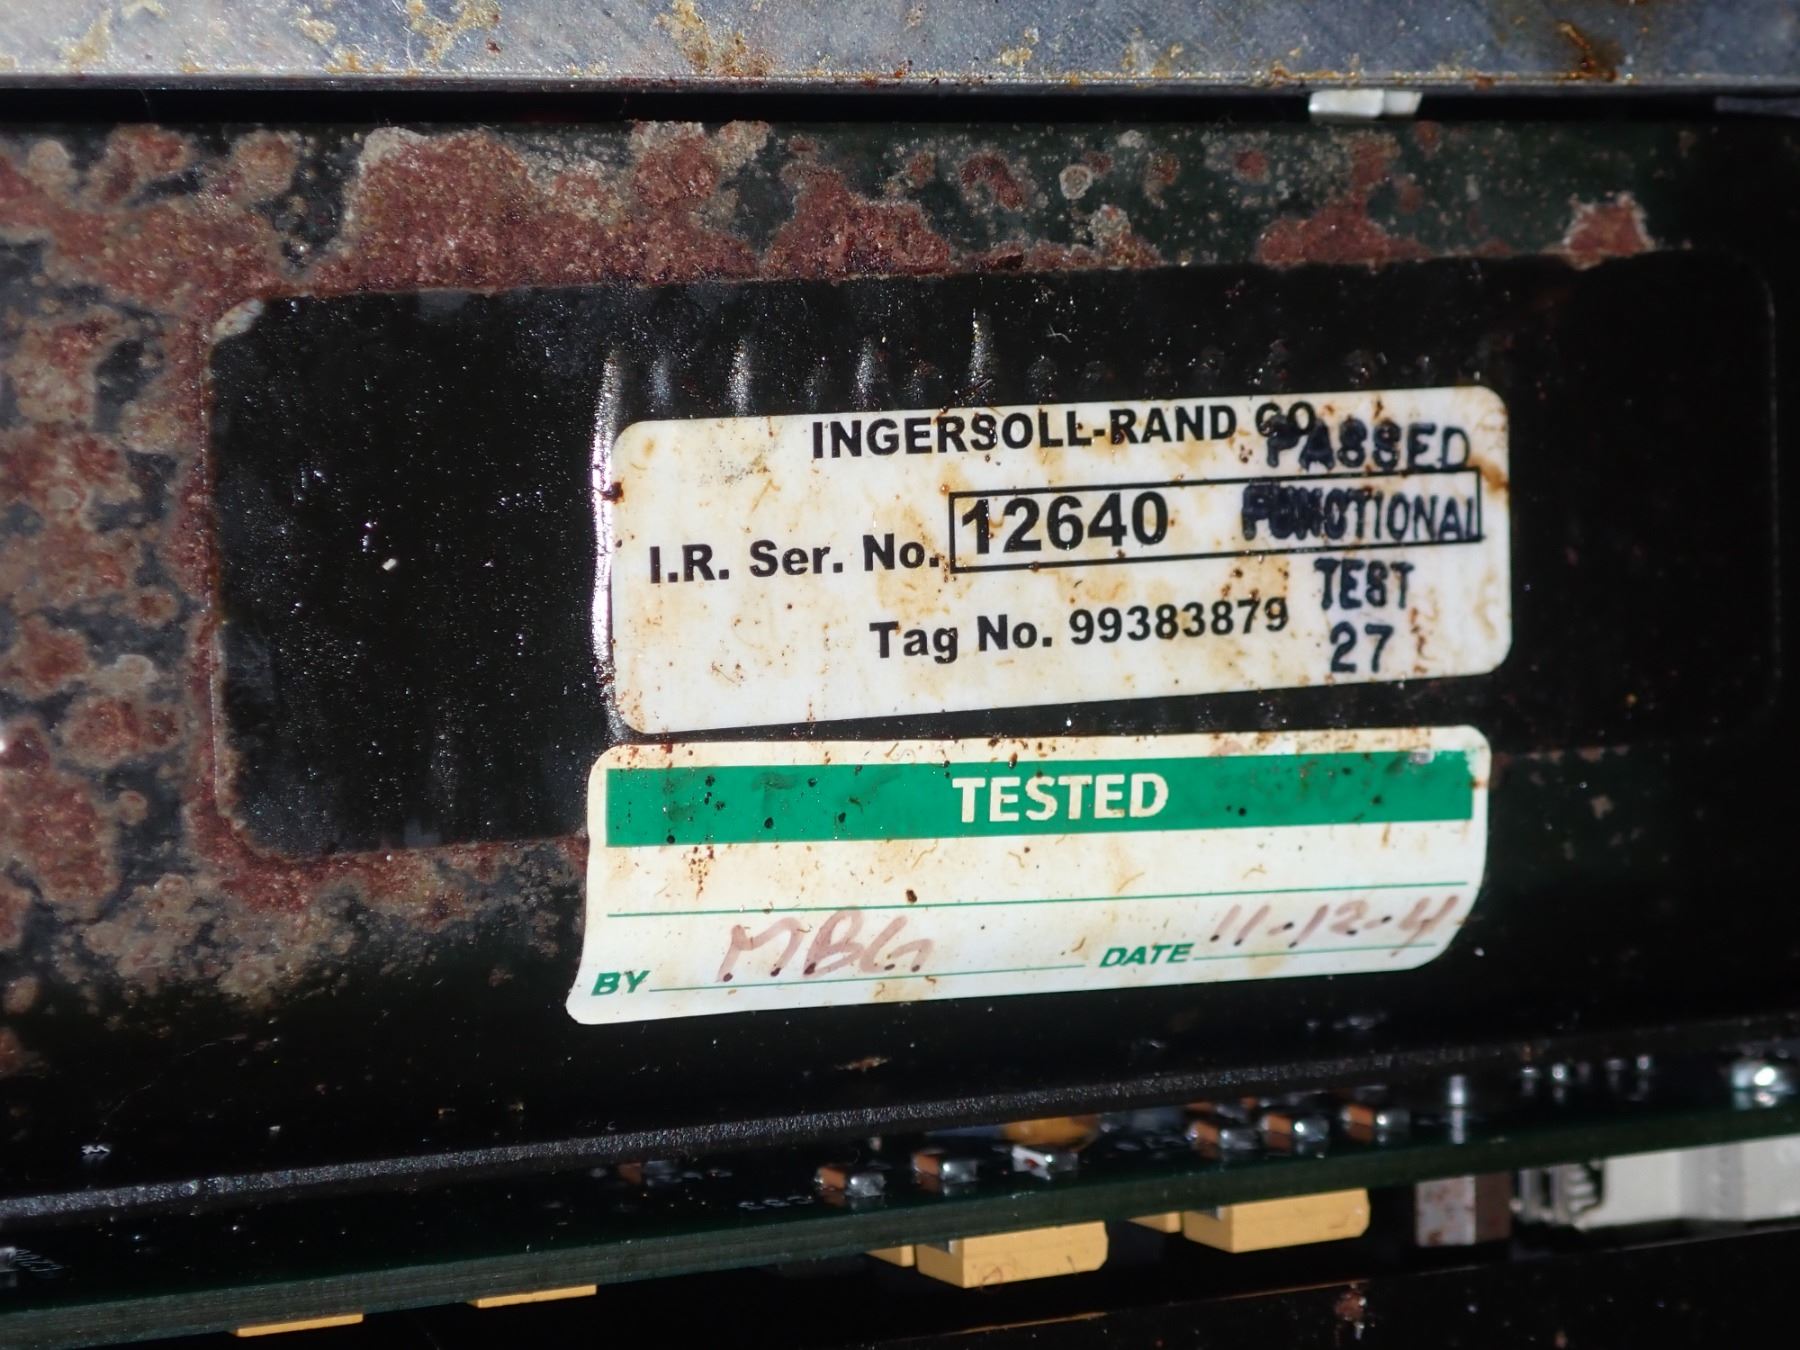 INGERSOLL-RAND CO.
PASSED
I.R. Ser. No. 12640
FUNCTIONAL
TEST
Tag No. 99383879
27
TESTED
BY MBG DATE 11-12-4